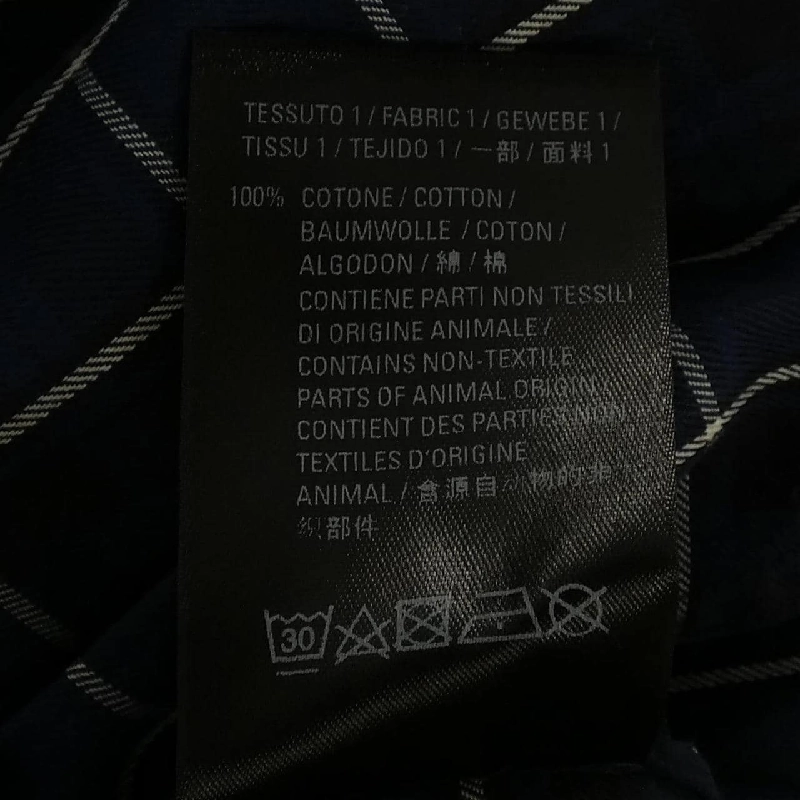 TESSUTO 1 / FABRIC 1 / GEWEBE 1 /
TISSU 1 / TEJIDO 1 / 一部 / 面料 1
100% COTONE / COTTON /
BAUMWOLLE / COTON /
ALGODON / 綿 / 棉
CONTIENE PARTI NON TESSILI
DI ORIGINE ANIMALE /
CONTAINS NON-TEXTILE
PARTS OF ANIMAL ORIGIN /
CONTIENT DES PARTIES NON
TEXTILES D'ORIGINE
ANIMAL / 含源自动物的非
织部件
30